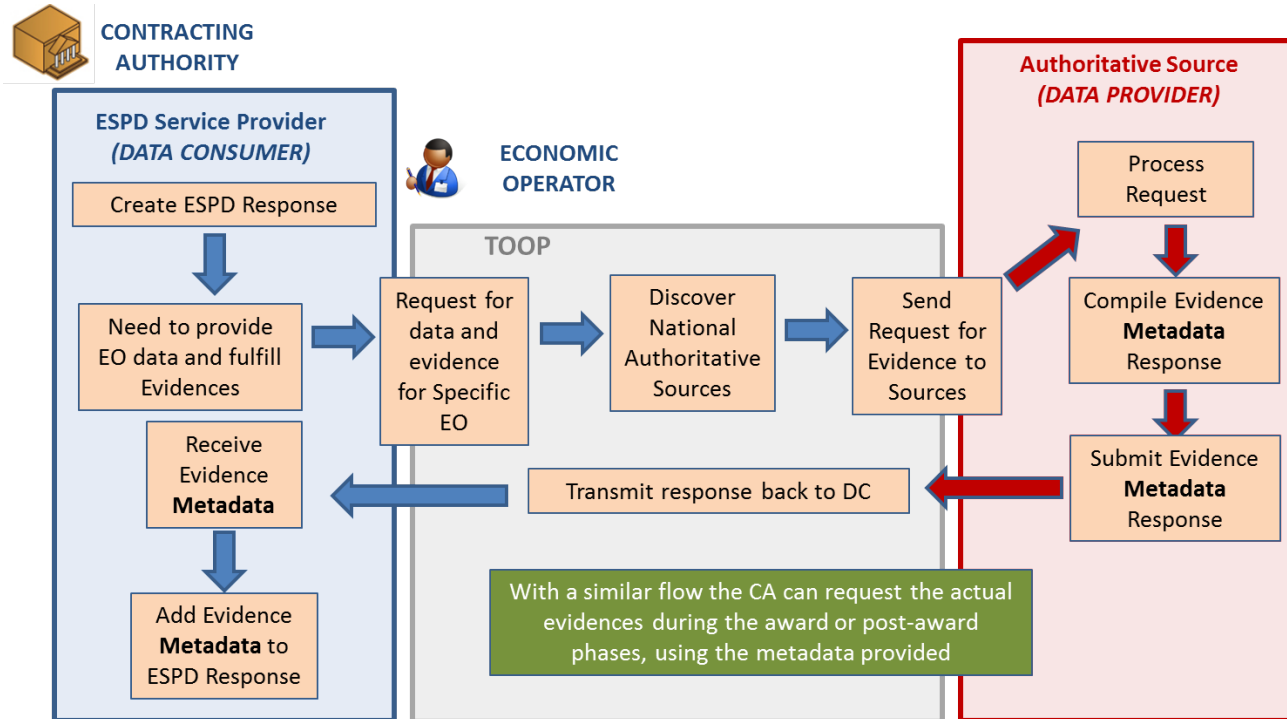 CONTRACTING
AUTHORITY
ESPD Service Provider
(DATA CONSUMER)
Create ESPD Response
Need to provide
EO data and fulfill
Evidences
Receive
Evidence
Metadata
Add Evidence
Metadata to
ESPD Response
ECONOMIC
OPERATOR
TOOP
Request for
data and
evidence
for Specific
EO
Discover
National
Authoritative
Sources
Send
Request for
Evidence to
Sources
Transmit response back to DC
With a similar flow the CA can request the actual
evidences during the award or post-award
phases, using the metadata provided
Authoritative Source
(DATA PROVIDER)
Process
Request
Compile Evidence
Metadata
Response
Submit Evidence
Metadata
Response